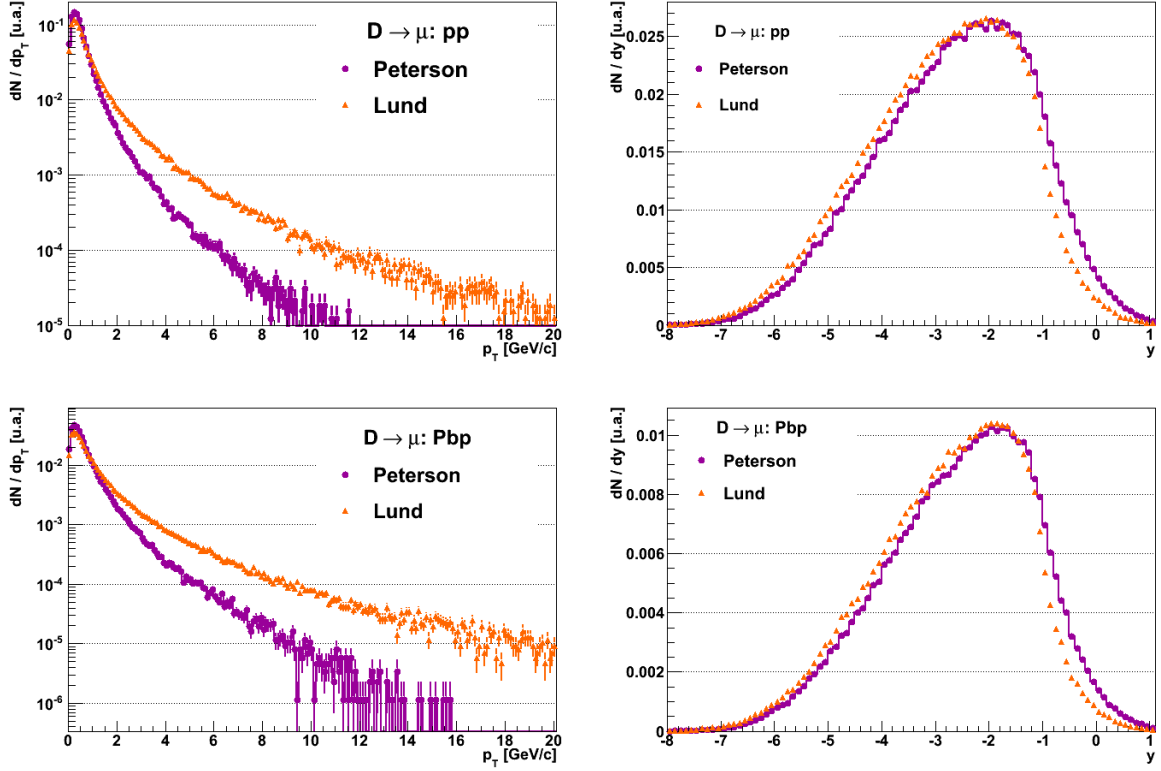 dN / dp_T [u.a.]
D → μ: pp
Peterson
Lund
10^-1
10^-2
10^-3
10^-4
10^-5
0 2 4 6 8 10 12 14 16 18 20
p_T [GeV/c]
dN / dy [u.a.]
D → μ: pp
Peterson
Lund
0.025
0.02
0.015
0.01
0.005
0
-8 -7 -6 -5 -4 -3 -2 -1 0 1
y
dN / dp_T [u.a.]
D → μ: Pbp
Peterson
Lund
10^-2
10^-3
10^-4
10^-5
10^-6
0 2 4 6 8 10 12 14 16 18 20
p_T [GeV/c]
dN / dy [u.a.]
D → μ: Pbp
Peterson
Lund
0.01
0.008
0.006
0.004
0.002
0
-8 -7 -6 -5 -4 -3 -2 -1 0 1
y